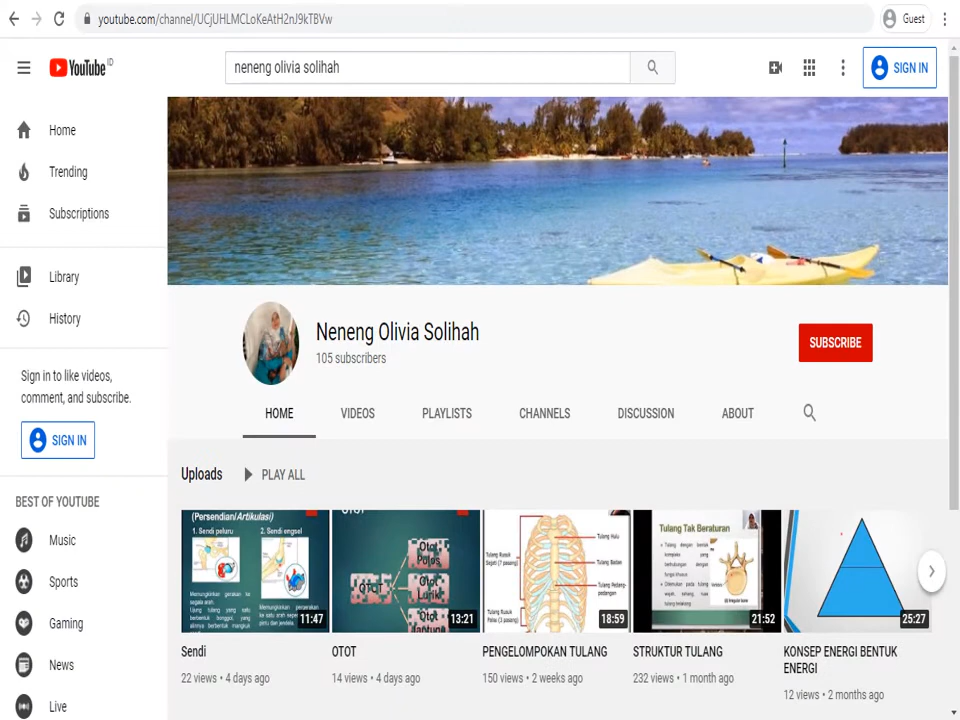 youtube.com/channel/UCjUHLMCLoKeAtH2nJ9kTBVw
Guest
YouTube ID
neneng olivia solihah
SIGN IN
Home
Trending
Subscriptions
Library
History
Sign in to like videos,
comment, and subscribe.
SIGN IN
BEST OF YOUTUBE
Music
Sports
Gaming
News
Live
Neneng Olivia Solihah
105 subscribers
SUBSCRIBE
HOME VIDEOS PLAYLISTS CHANNELS DISCUSSION ABOUT
Uploads PLAY ALL
(Persendian/Artikulasi)
1. Sendi peluru 2. Sendi engsel
11:47
OTOT
Otot Polos
Otot Lurik
13:21
Tulang Hulu
Tulang Rusuk Sejati (7 pasang)
Tulang Badan
18:59
Tulang Tak Beraturan
21:52
25:27
Sendi
22 views • 4 days ago
OTOT
14 views • 4 days ago
PENGELOMPOKAN TULANG
150 views • 2 weeks ago
STRUKTUR TULANG
232 views • 1 month ago
KONSEP ENERGI BENTUK
ENERGI
12 views • 2 months ago